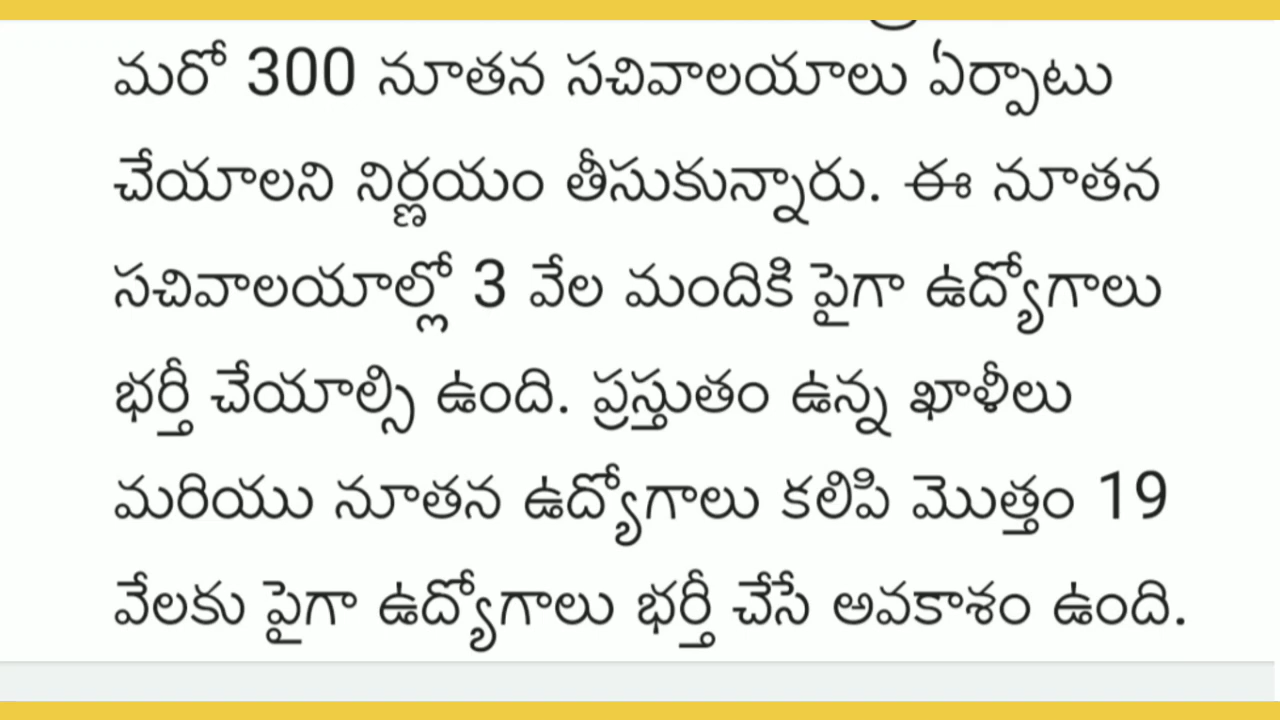 మరో 300 నూతన సచివాలయాలు ఏర్పాటు
చేయాలని నిర్ణయం తీసుకున్నారు. ఈ నూతన
సచివాలయాల్లో 3 వేల మందికి పైగా ఉద్యోగాలు
భర్తీ చేయాల్సి ఉంది. ప్రస్తుతం ఉన్న ఖాళీలు
మరియు నూతన ఉద్యోగాలు కలిపి మొత్తం 19
వేలకు పైగా ఉద్యోగాలు భర్తీ చేసే అవకాశం ఉంది.